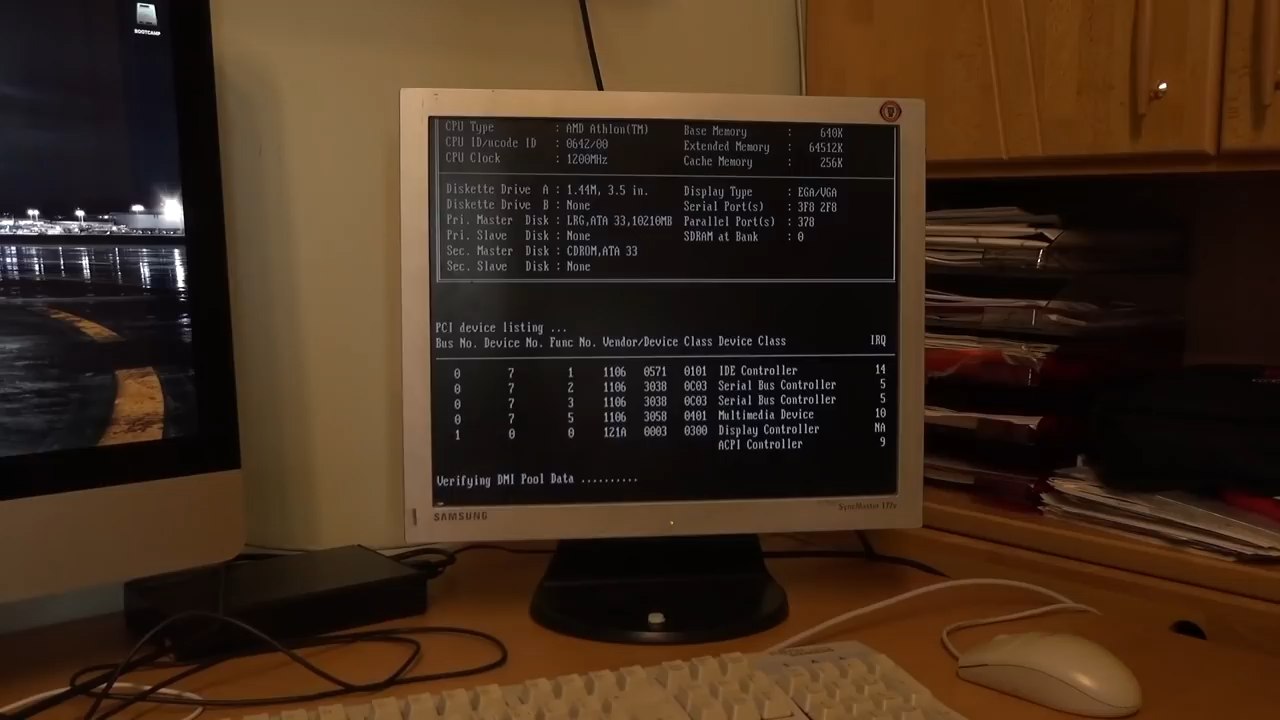 BOOTCAMP
CPU Type : AMD Athlon(TM) Base Memory : 640K
CPU ID/ucode ID : 0642/00 Extended Memory : 64512K
CPU Clock : 1200MHz Cache Memory : 256K
Diskette Drive A : 1.44M, 3.5 in. Display Type : EGA/VGA
Diskette Drive B : None Serial Port(s) : 3F8 2F8
Pri. Master Disk : LRG,ATA 33,10210MB Parallel Port(s) : 378
Pri. Slave Disk : None SDRAM at Bank : 0
Sec. Master Disk : CDROM,ATA 33
Sec. Slave Disk : None
PCI device listing ...
Bus No. Device No. Func No. Vendor/Device Class Device Class IRQ
0 7 1 1106 0571 0101 IDE Controller 14
0 7 2 1106 3038 0C03 Serial Bus Controller 5
0 7 3 1106 3038 0C03 Serial Bus Controller 5
0 7 5 1106 3058 0401 Multimedia Device 10
1 0 0 121A 0003 0300 Display Controller NA
ACPI Controller 9
Verifying DMI Pool Data ..........
SAMSUNG
SyncMaster